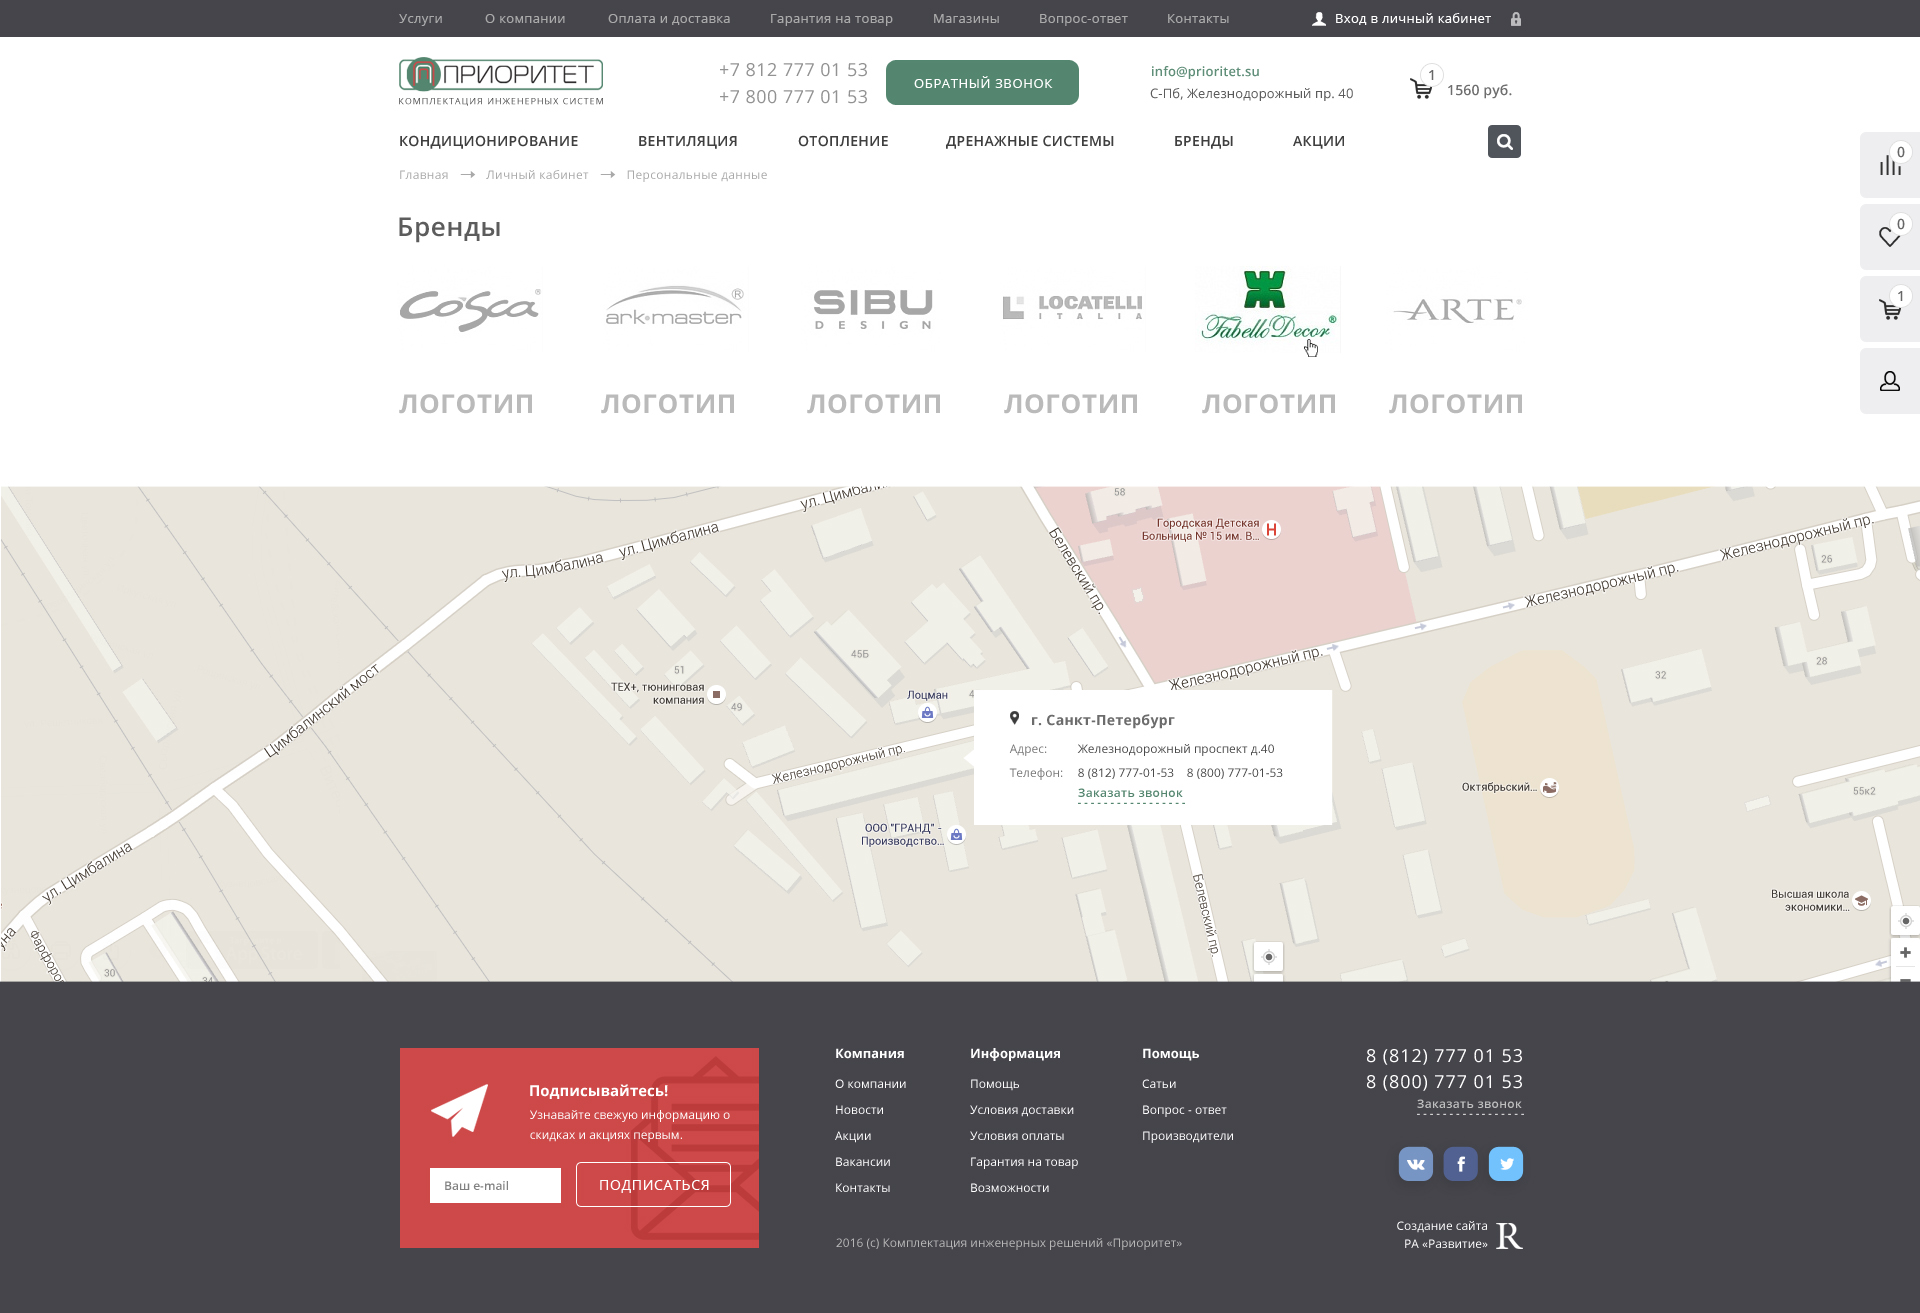 Услуги
О компании
Оплата и доставка
Гарантия на товар
Магазины
Вопрос-ответ
Контакты
Вход в личный кабинет
ПРИОРИТЕТ
КОМПЛЕКТАЦИЯ ИНЖЕНЕРНЫХ СИСТЕМ
+7 812 777 01 53
+7 800 777 01 53
ОБРАТНЫЙ ЗВОНОК
info@prioritet.su
С-Пб, Железнодорожный пр. 40
1
1560 руб.
КОНДИЦИОНИРОВАНИЕ
ВЕНТИЛЯЦИЯ
ОТОПЛЕНИЕ
ДРЕНАЖНЫЕ СИСТЕМЫ
БРЕНДЫ
АКЦИИ
Главная → Личный кабинет → Персональные данные
0
0
1
Бренды
Cosca ®
ark-master ®
SIBU
DESIGN
LOCATELLI
ITALIA
Fabello Decor ®
ARTE ®
ЛОГОТИП
ЛОГОТИП
ЛОГОТИП
ЛОГОТИП
ЛОГОТИП
ЛОГОТИП
ул. Цимбалина
ул. Цимбалина
ул. Цимбалина
58
Городская Детская
Больница № 15 им. В...
Н
Белевский пр.
Железнодорожный пр.
Железнодорожный пр.
Железнодорожный пр.
26
28
32
45Б
51
49
ТЕХ+, тюнинговая
компания
Лоцман
Цимбалинский мост
Железнодорожный пр.
г. Санкт-Петербург
Адрес: Железнодорожный проспект д.40
Телефон: 8 (812) 777-01-53 8 (800) 777-01-53
Заказать звонок
Октябрьский...
55к2
ООО "ГРАНД" -
Производство...
ул. Цимбалина
Белевский пр.
Высшая школа
экономики...
30
34
Подписывайтесь!
Узнавайте свежую информацию о
скидках и акциях первым.
Ваш e-mail
ПОДПИСАТЬСЯ
Компания
О компании
Новости
Акции
Вакансии
Контакты
Информация
Помощь
Условия доставки
Условия оплаты
Гарантия на товар
Возможности
Помощь
Сатьи
Вопрос - ответ
Производители
8 (812) 777 01 53
8 (800) 777 01 53
Заказать звонок
2016 (с) Комплектация инженерных решений «Приоритет»
Создание сайта
РА «Развитие»
R